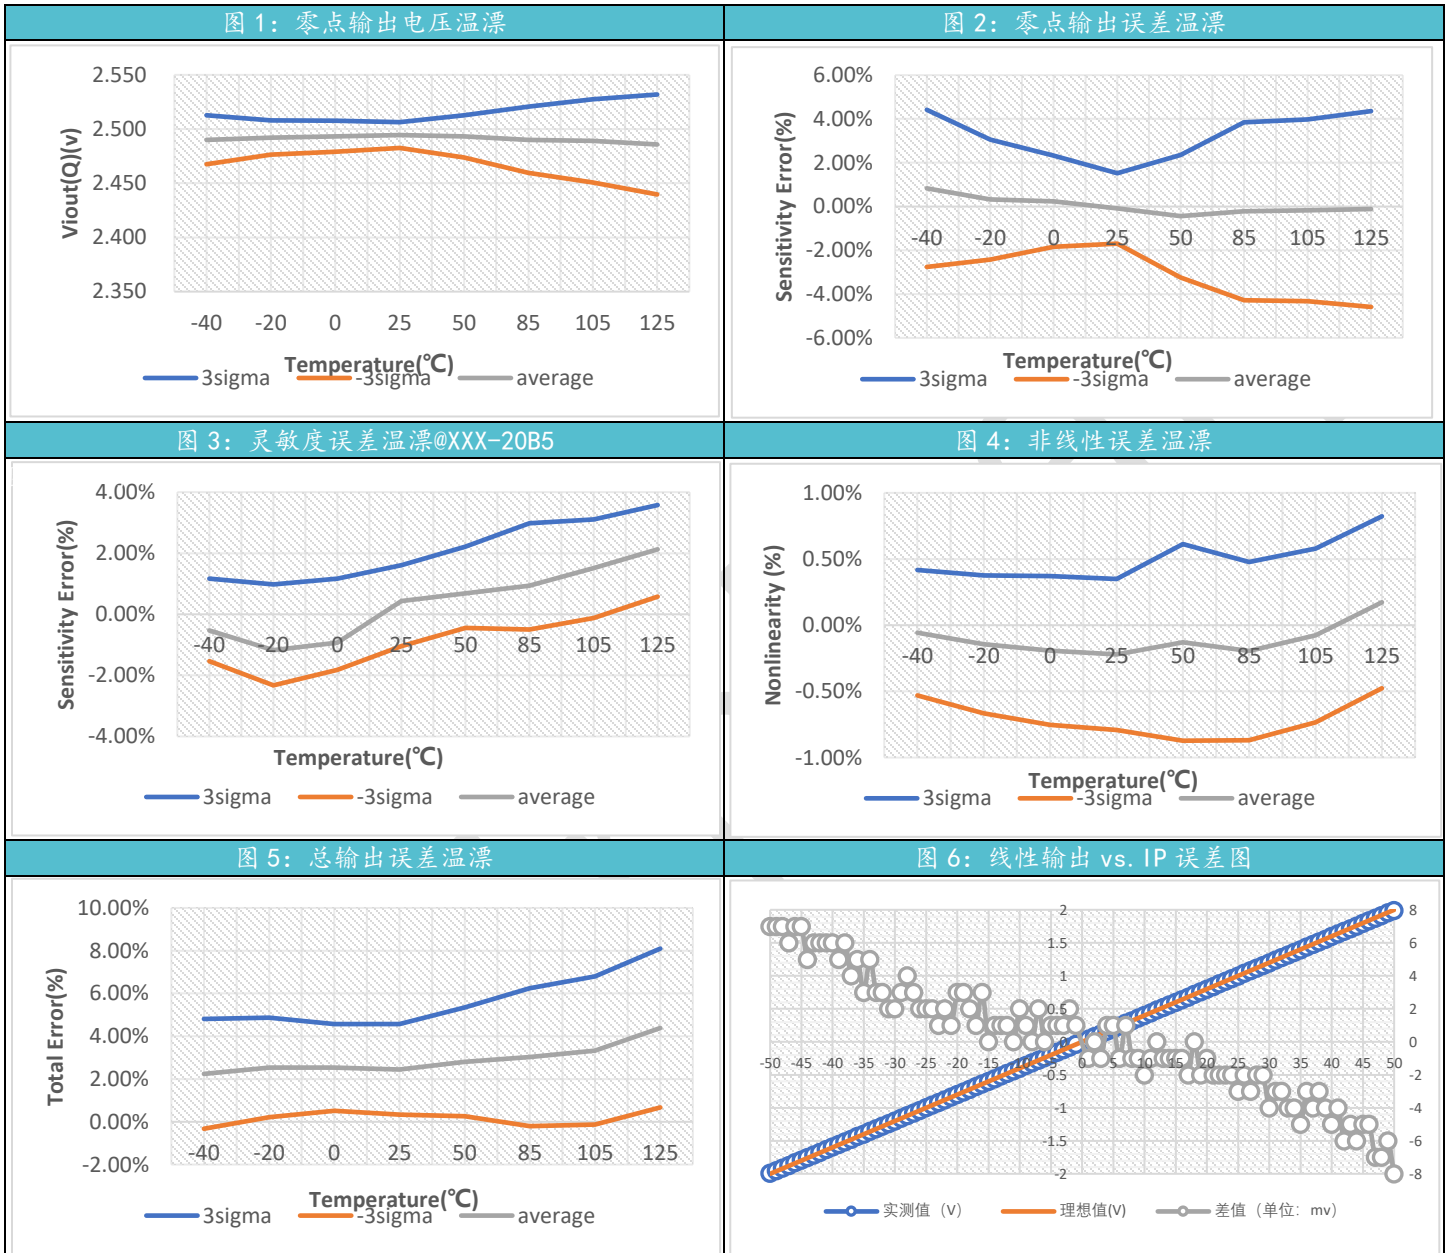 图 1：零点输出电压温漂
2.550
2.500
2.450
2.400
2.350
Viout(Q)(v)
-40 -20 0 25 50 85 105 125
Temperature(℃)
3sigma -3sigma average
图 2：零点输出误差温漂
6.00%
4.00%
2.00%
0.00%
-2.00%
-4.00%
-6.00%
Sensitivity Error(%)
-40 -20 0 25 50 85 105 125
Temperature(℃)
3sigma -3sigma average
图 3：灵敏度误差温漂@XXX-20B5
4.00%
2.00%
0.00%
-2.00%
-4.00%
Sensitivity Error(%)
-40 -20 0 25 50 85 105 125
Temperature(℃)
3sigma -3sigma average
图 4：非线性误差温漂
1.00%
0.50%
0.00%
-0.50%
-1.00%
Nonlinearity (%)
-40 -20 0 25 50 85 105 125
Temperature(℃)
3sigma -3sigma average
图 5：总输出误差温漂
10.00%
8.00%
6.00%
4.00%
2.00%
0.00%
-2.00%
Total Error(%)
-40 -20 0 25 50 85 105 125
Temperature(℃)
3sigma -3sigma average
图 6：线性输出 vs. IP 误差图
2
1.5
1
0.5
0
-0.5
-1
-1.5
-2
8
6
4
2
0
-2
-4
-6
-8
-50 -45 -40 -35 -30 -25 -20 -15 -10 -5 0 5 10 15 20 25 30 35 40 45 50
实测值（V） 理想值(V) 差值（单位：mv）